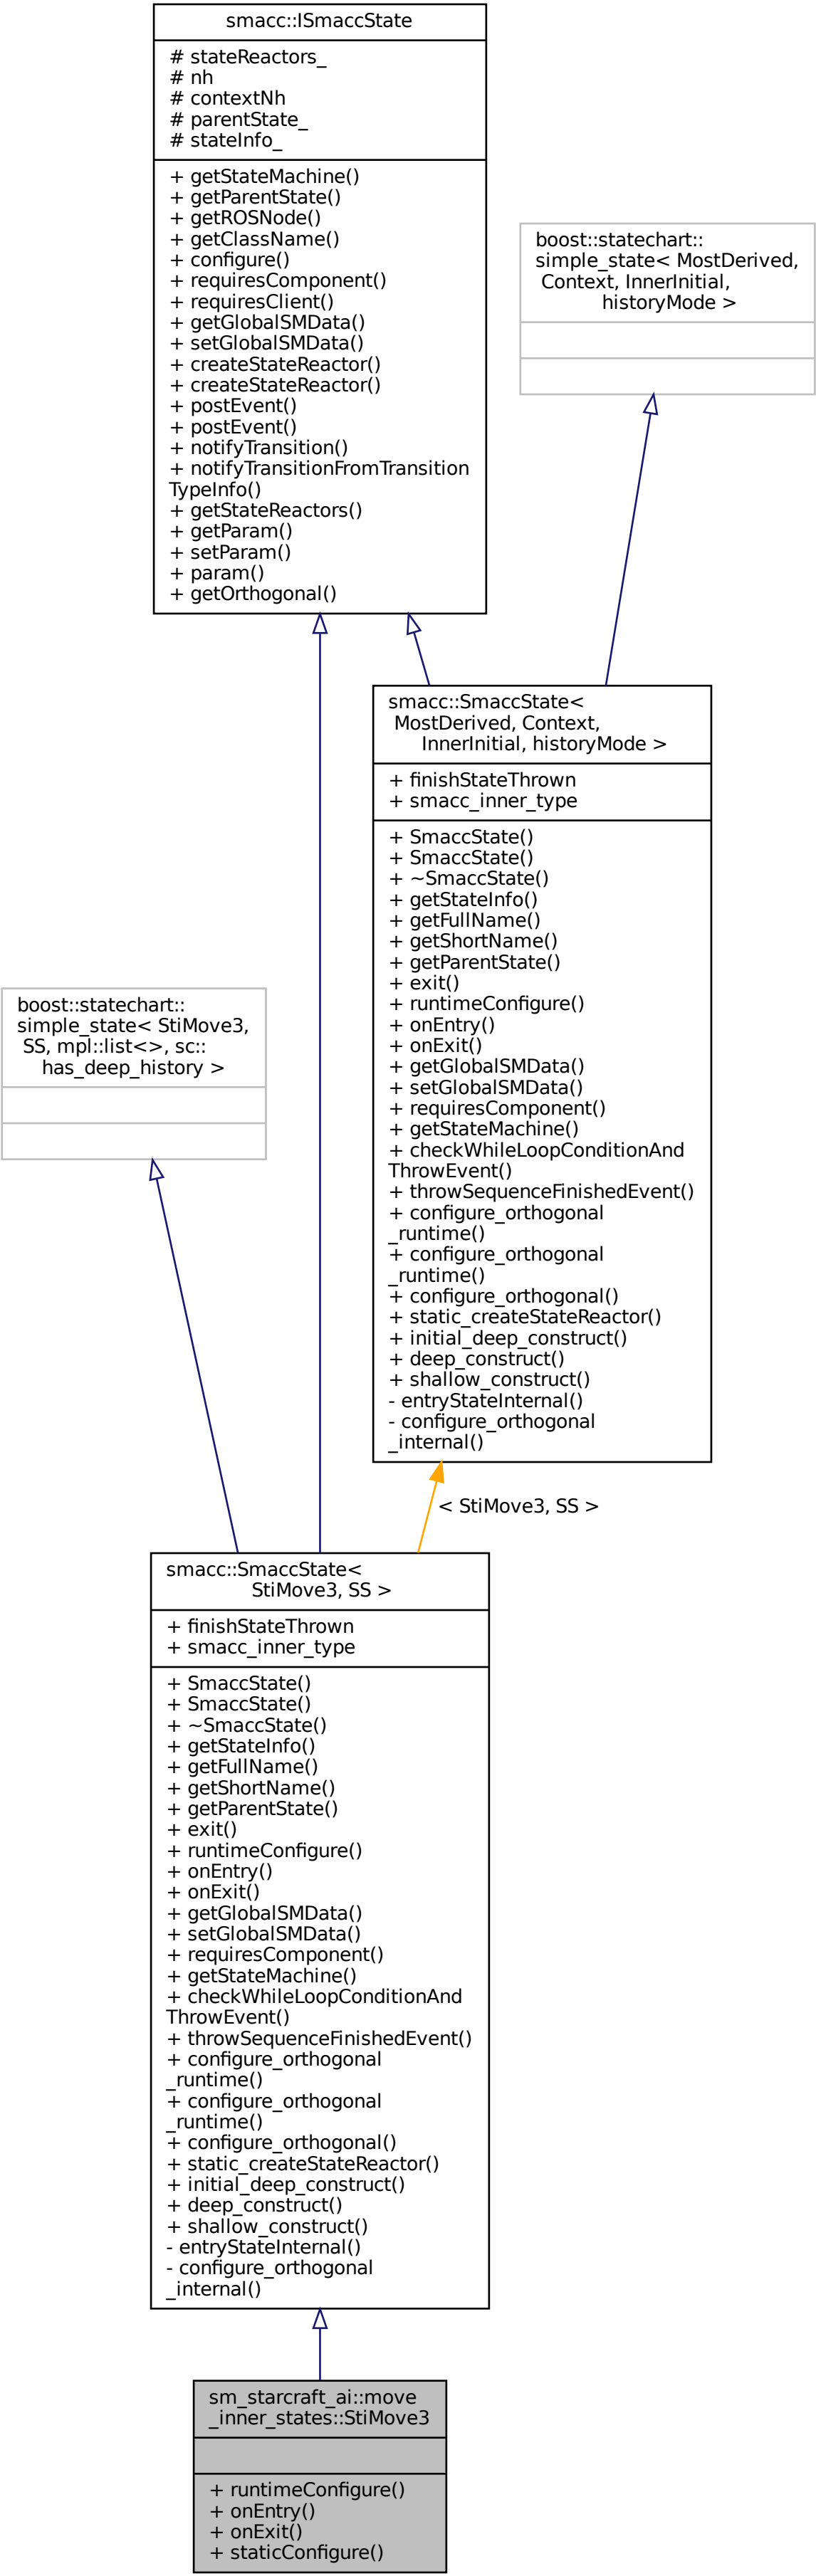 smacc::ISmaccState
# stateReactors_
# nh
# contextNh
# parentState_
# stateInfo_
+ getStateMachine()
+ getParentState()
+ getROSNode()
+ getClassName()
+ configure()
+ requiresComponent()
+ requiresClient()
+ getGlobalSMData()
+ setGlobalSMData()
+ createStateReactor()
+ createStateReactor()
+ postEvent()
+ postEvent()
+ notifyTransition()
+ notifyTransitionFromTransition
TypeInfo()
+ getStateReactors()
+ getParam()
+ setParam()
+ param()
+ getOrthogonal()
boost::statechart::
simple_state< MostDerived,
Context, InnerInitial,
historyMode >
smacc::SmaccState<
MostDerived, Context,
InnerInitial, historyMode >
+ finishStateThrown
+ smacc_inner_type
+ SmaccState()
+ SmaccState()
+ ~SmaccState()
+ getStateInfo()
+ getFullName()
+ getShortName()
+ getParentState()
+ exit()
+ runtimeConfigure()
+ onEntry()
+ onExit()
+ getGlobalSMData()
+ setGlobalSMData()
+ requiresComponent()
+ getStateMachine()
+ checkWhileLoopConditionAnd
ThrowEvent()
+ throwSequenceFinishedEvent()
+ configure_orthogonal
_runtime()
+ configure_orthogonal
_runtime()
+ configure_orthogonal()
+ static_createStateReactor()
+ initial_deep_construct()
+ deep_construct()
+ shallow_construct()
- entryStateInternal()
- configure_orthogonal
_internal()
boost::statechart::
simple_state< StiMove3,
SS, mpl::list<>, sc::
has_deep_history >
< StiMove3, SS >
smacc::SmaccState<
StiMove3, SS >
+ finishStateThrown
+ smacc_inner_type
+ SmaccState()
+ SmaccState()
+ ~SmaccState()
+ getStateInfo()
+ getFullName()
+ getShortName()
+ getParentState()
+ exit()
+ runtimeConfigure()
+ onEntry()
+ onExit()
+ getGlobalSMData()
+ setGlobalSMData()
+ requiresComponent()
+ getStateMachine()
+ checkWhileLoopConditionAnd
ThrowEvent()
+ throwSequenceFinishedEvent()
+ configure_orthogonal
_runtime()
+ configure_orthogonal
_runtime()
+ configure_orthogonal()
+ static_createStateReactor()
+ initial_deep_construct()
+ deep_construct()
+ shallow_construct()
- entryStateInternal()
- configure_orthogonal
_internal()
sm_starcraft_ai::move
_inner_states::StiMove3
+ runtimeConfigure()
+ onEntry()
+ onExit()
+ staticConfigure()